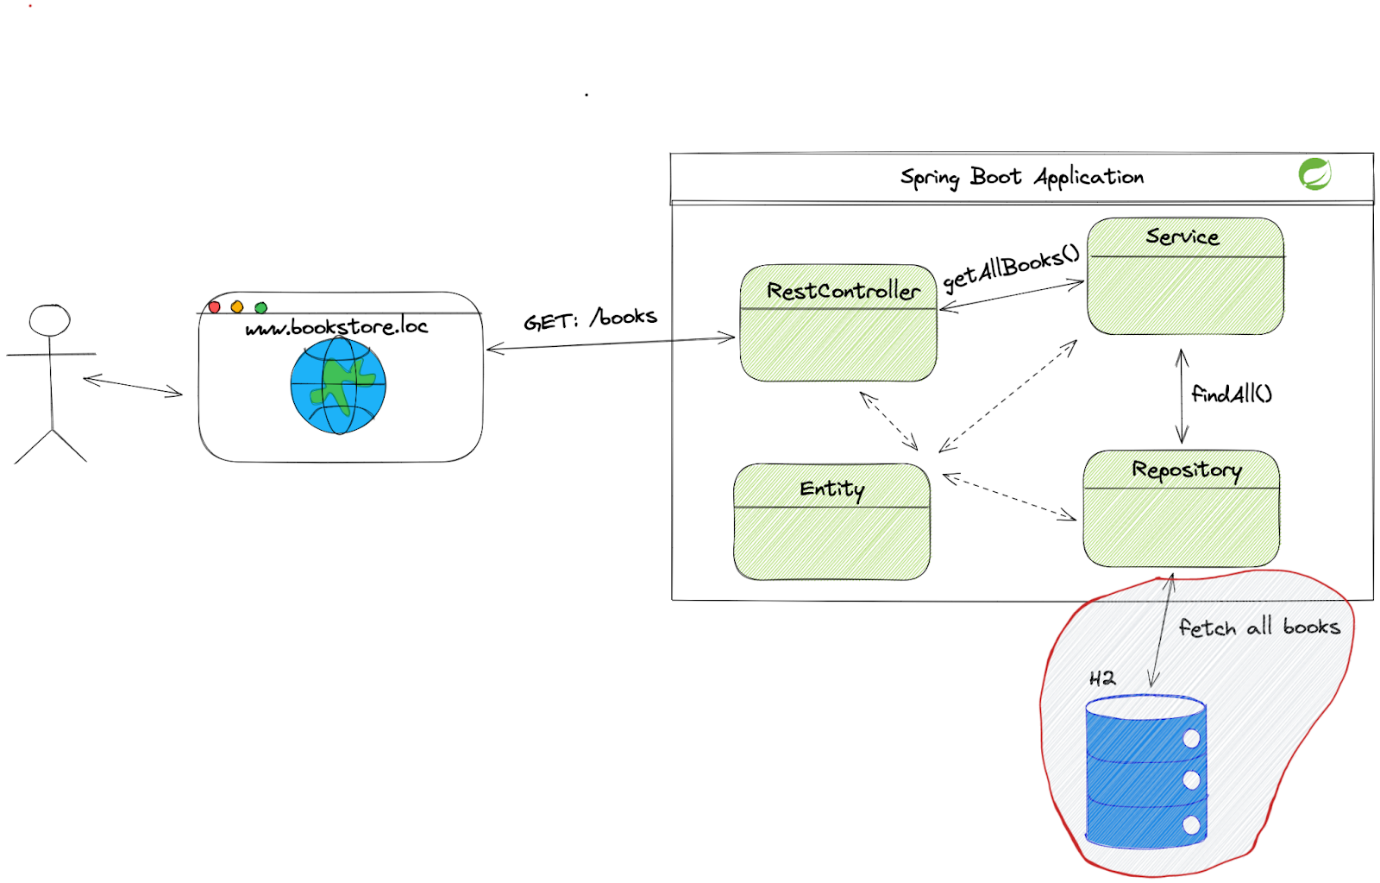 Spring Boot Application
Service
getAllBooks()
RestController
GET: /books
www.bookstore.loc
findAll()
Repository
Entity
fetch all books
H2